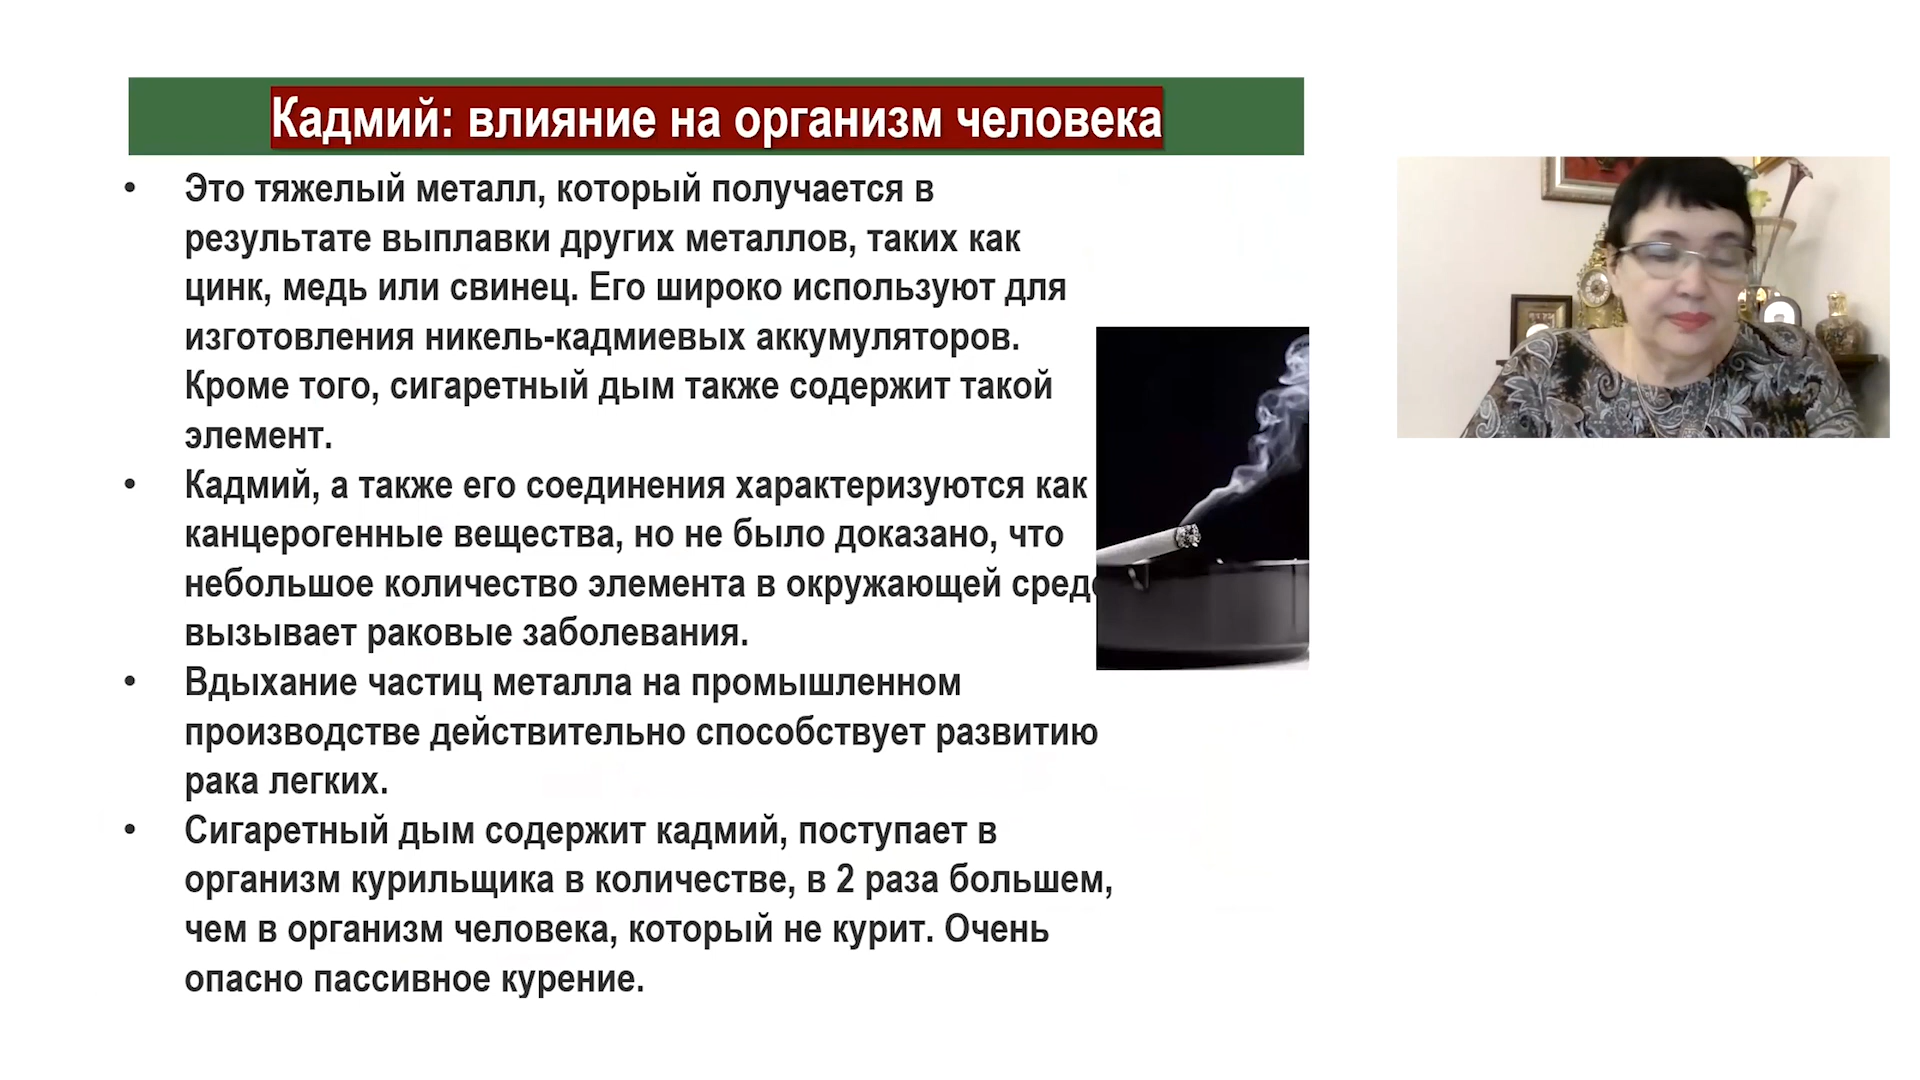 Кадмий: влияние на организм человека
• Это тяжелый металл, который получается в
результате выплавки других металлов, таких как
цинк, медь или свинец. Его широко используют для
изготовления никель-кадмиевых аккумуляторов.
Кроме того, сигаретный дым также содержит такой
элемент.
• Кадмий, а также его соединения характеризуются как
канцерогенные вещества, но не было доказано, что
небольшое количество элемента в окружающей среде
вызывает раковые заболевания.
• Вдыхание частиц металла на промышленном
производстве действительно способствует развитию
рака легких.
• Сигаретный дым содержит кадмий, поступает в
организм курильщика в количестве, в 2 раза большем,
чем в организм человека, который не курит. Очень
опасно пассивное курение.